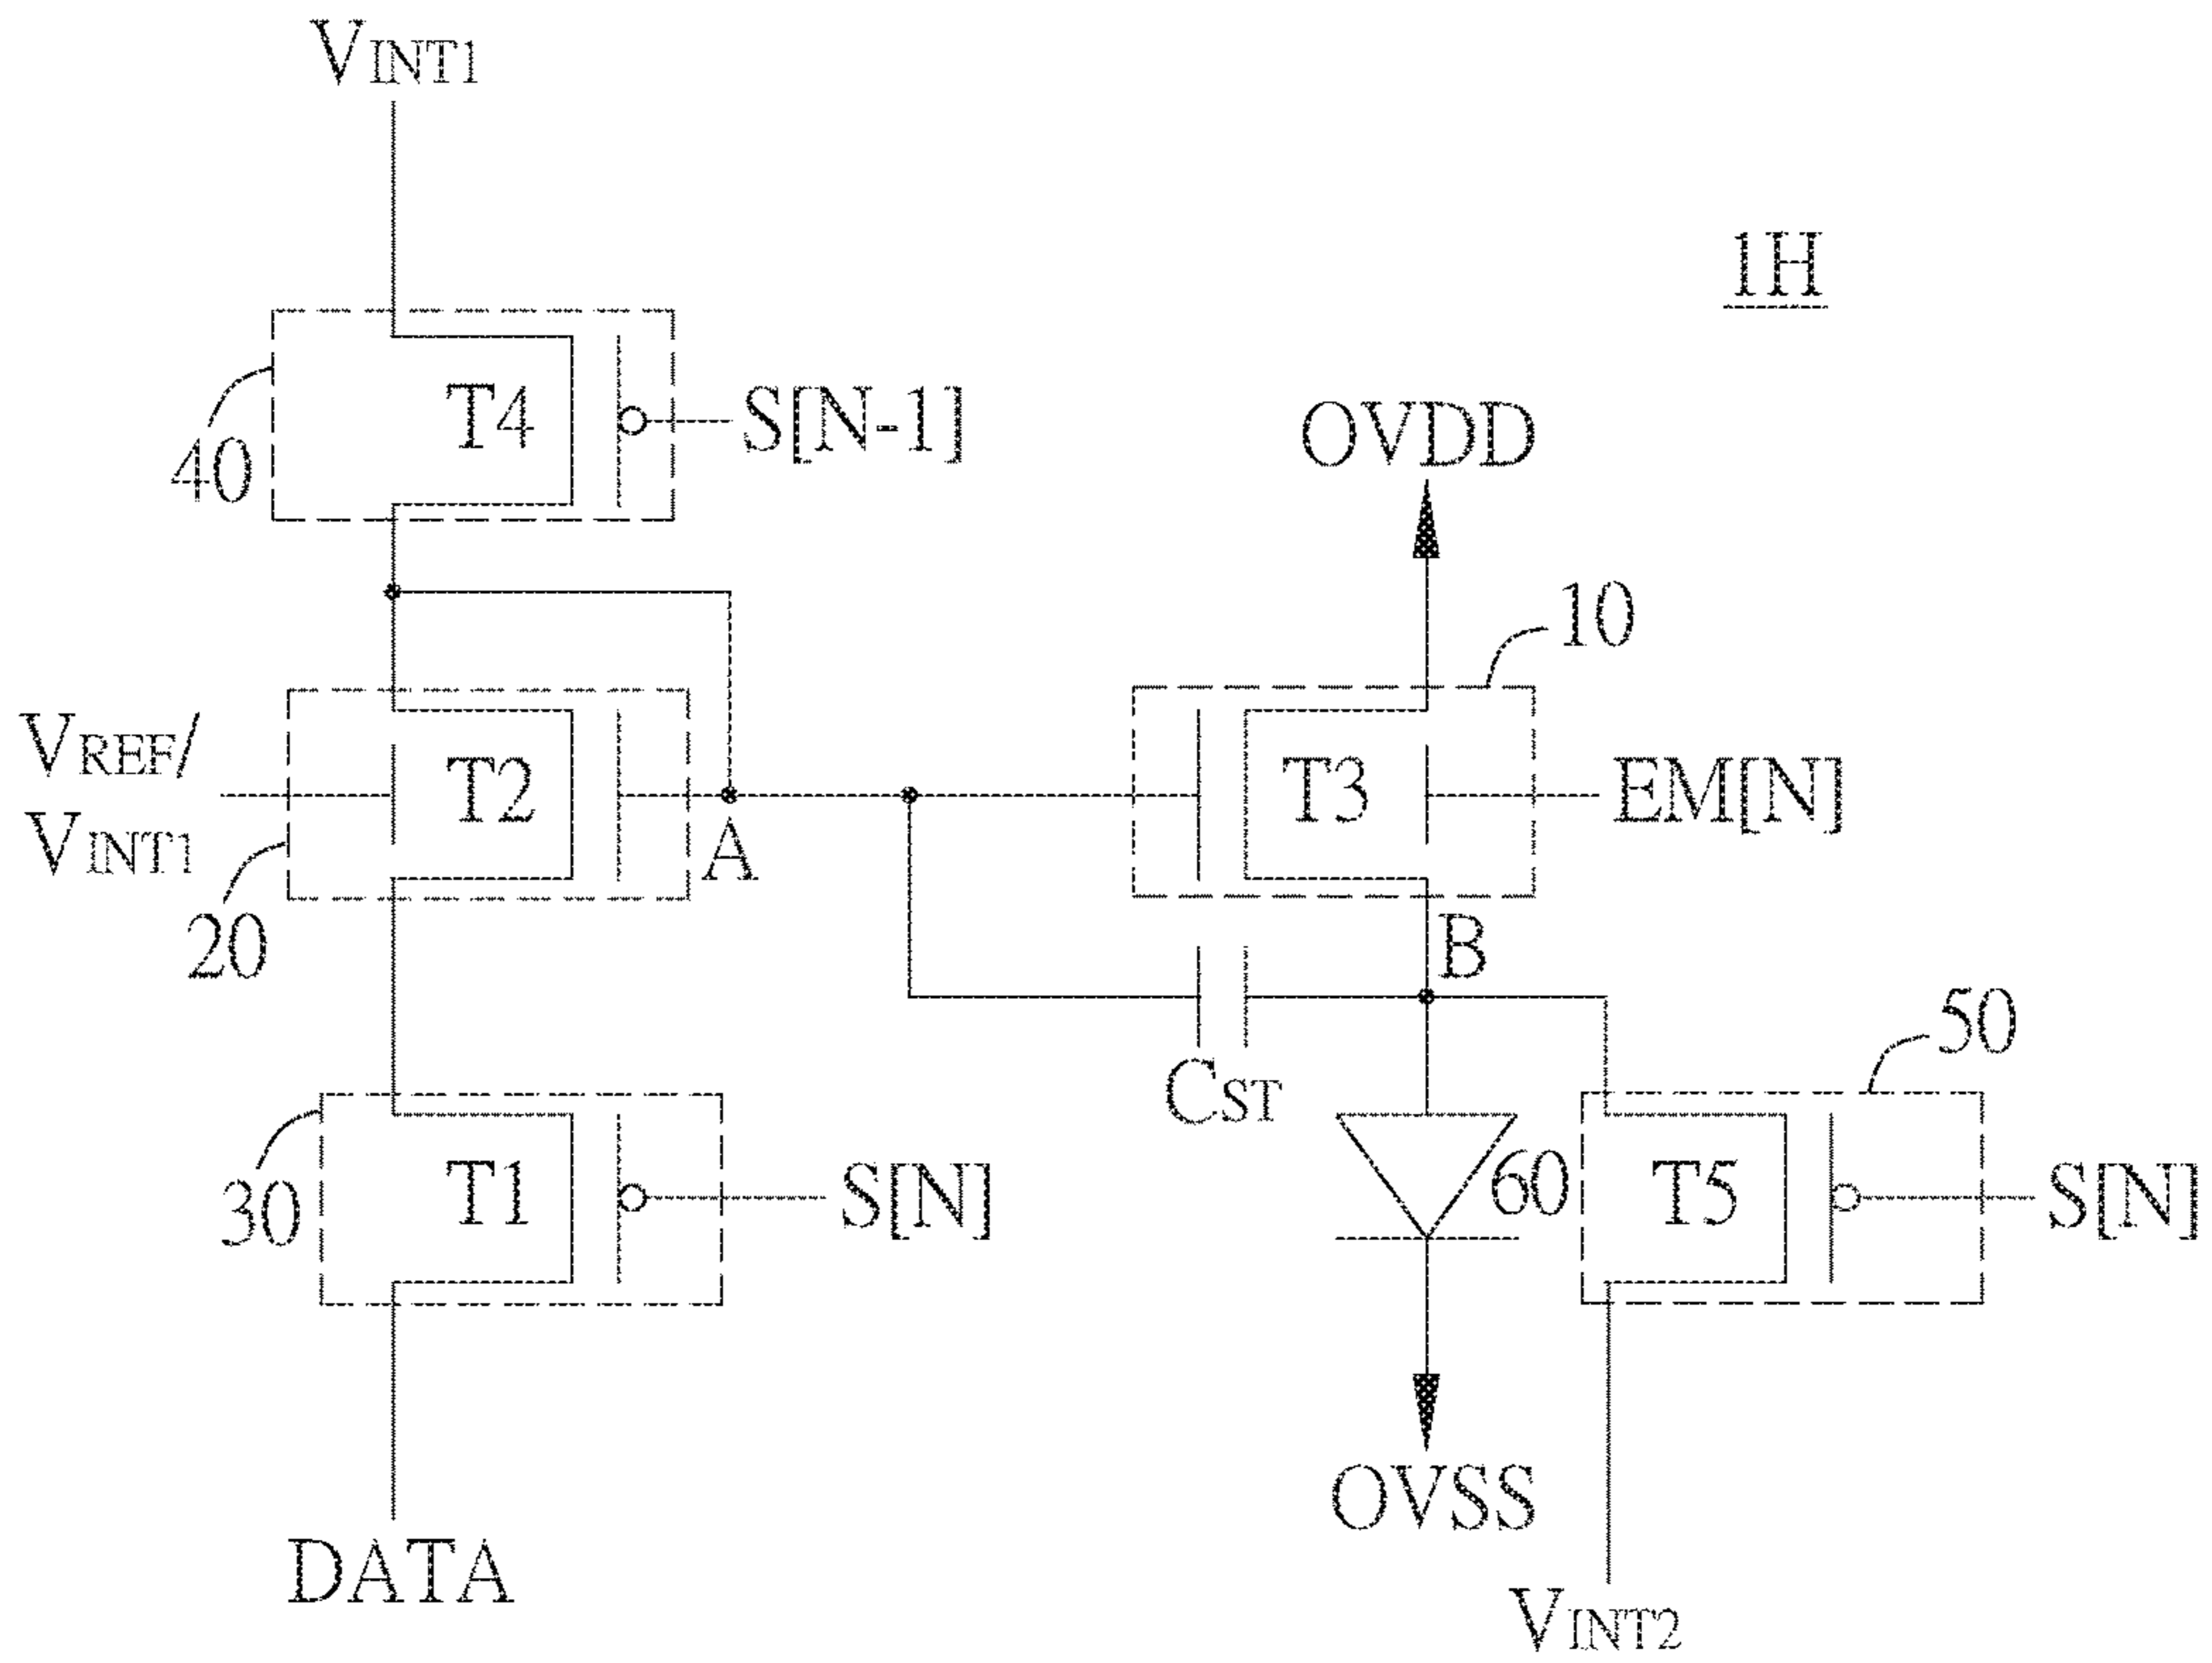 VINT1
1H
T4
S[N-1]
40
OVDD
10
VREF/
VINT1
T2
T3
EM[N]
A
20
B
50
CST
30
T1
S[N]
60
T5
S[N]
OVSS
DATA
VINT2